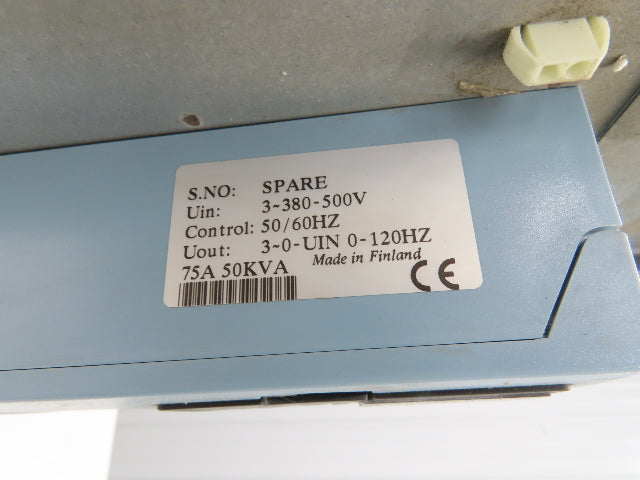 S.NO: SPARE
Uin: 3~380-500V
Control: 50/60HZ
Uout: 3~0-UIN 0-120HZ
75A 50KVA Made in Finland
CE